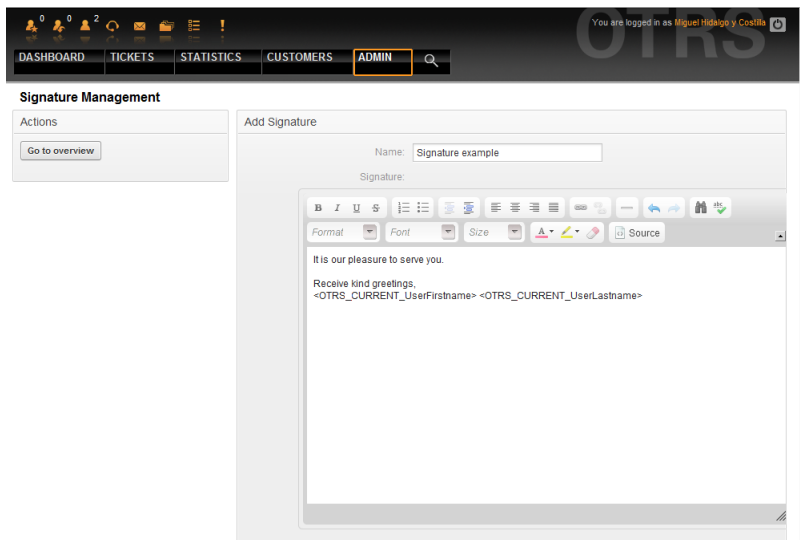 0 0 2
You are logged in as Miguel Hidalgo y Costilla
OTRS
DASHBOARD TICKETS STATISTICS CUSTOMERS ADMIN
Signature Management
Actions
Go to overview
Add Signature
Name: Signature example
Signature:
B I U S
abc
Format Font Size A Source
It is our pleasure to serve you.
Receive kind greetings,
<OTRS_CURRENT_UserFirstname> <OTRS_CURRENT_UserLastname>